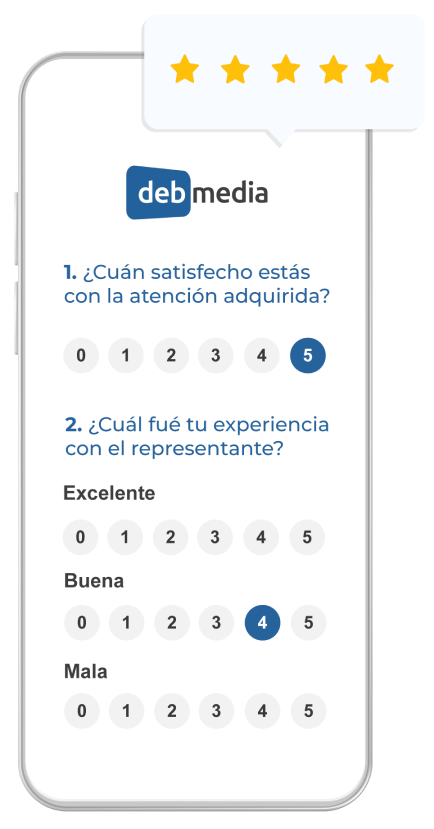 debmedia
1. ¿Cuán satisfecho estás
con la atención adquirida?
0 1 2 3 4 5
2. ¿Cuál fué tu experiencia
con el representante?
Excelente
0 1 2 3 4 5
Buena
0 1 2 3 4 5
Mala
0 1 2 3 4 5